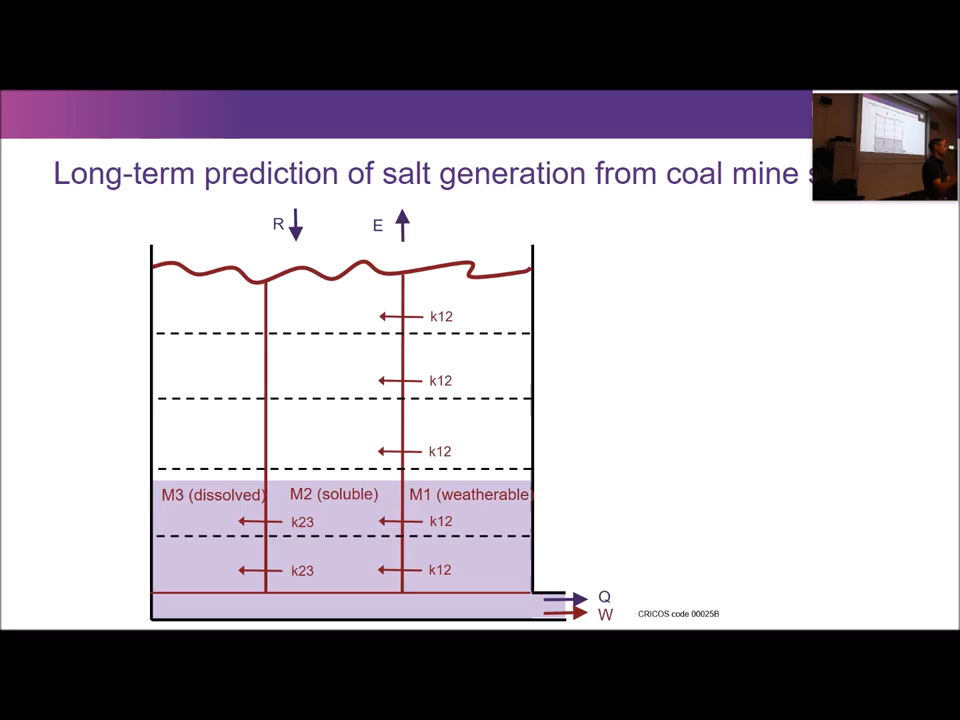 Long-term prediction of salt generation from coal mine
R E
k12
k12
k12
M3 (dissolved) M2 (soluble) M1 (weatherable)
k23 k12
k23 k12
Q
W
CRICOS code 00025B